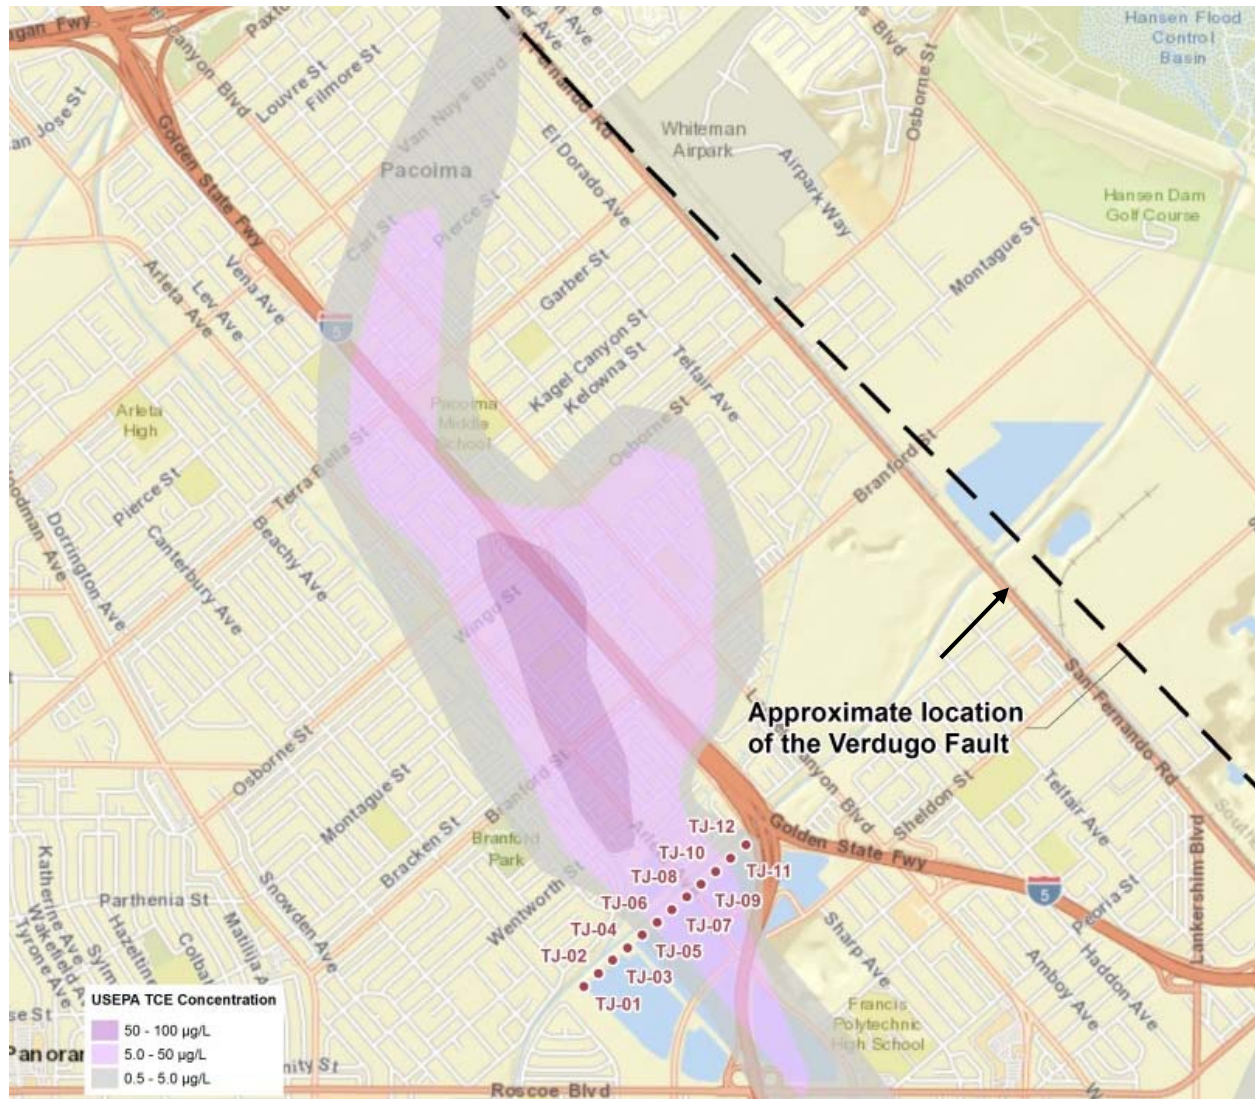 Hansen Flood
Control
Basin
Golden State Fwy
Canyon Blvd
Louvre St
Filmore St
Van Nuys Blvd
Osborne St
Whiteman
Airpark
Airpark Way
El Dorado Ave
Pacoima
Pierce St
Carl St
Hansen Dam
Golf Course
Montague St
Garber St
Vena Ave
Lev Ave
Arleta Ave
5
Kagel Canyon St
Kelowna St
Telfair Ave
Arleta
High
Pacoima
Middle
School
Osborne St
Branford St
Terra Bella St
Pierce St
Beachy Ave
Canterbury Ave
Dorrington Ave
Wingo St
San Fernando Rd
Approximate location
of the Verdugo Fault
Canyon Blvd
Osborne St
Montague St
Branford St
Bracken St
Branford
Park
Sheldon St
Telfair Ave
Golden State Fwy
Lankershim Blvd
5
TJ-12
TJ-10
TJ-11
TJ-08
TJ-09
TJ-06
TJ-07
TJ-04
TJ-05
TJ-02
TJ-03
TJ-01
Wentworth St
Snowden Ave
Parthenia St
Katherine Ave
Wakefield Ave
Tyrone Ave
Peoria St
Sharp Ave
Haddon Ave
Amboy Ave
Francis
Polytechnic
High School
USEPA TCE Concentration
50 - 100 µg/L
5.0 - 50 µg/L
0.5 - 5.0 µg/L
Roscoe Blvd